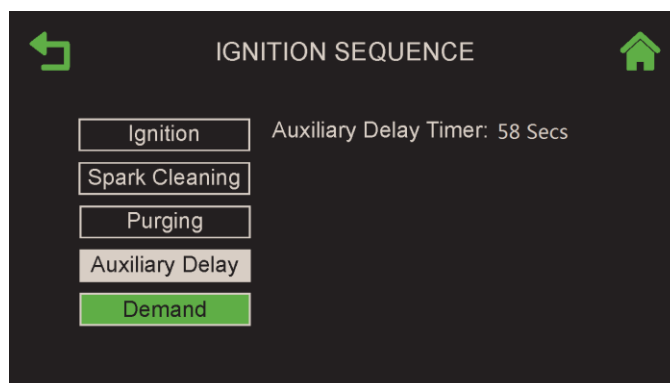 IGNITION SEQUENCE
Ignition
Auxiliary Delay Timer: 58 Secs
Spark Cleaning
Purging
Auxiliary Delay
Demand